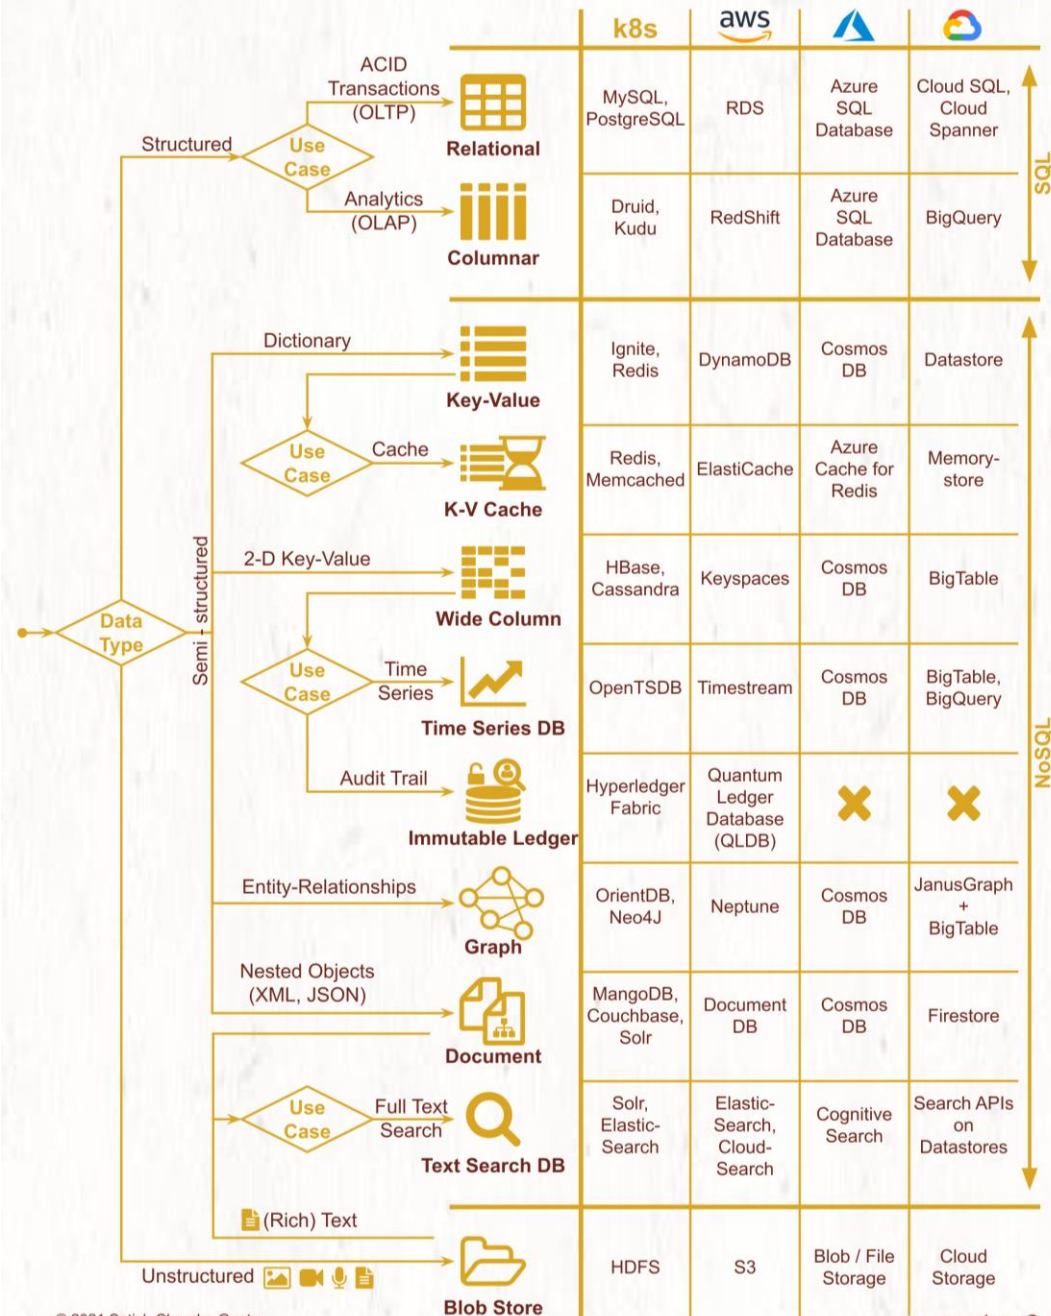 k8s
aws
ACID
Transactions
(OLTP)
Structured
Use
Case
Relational
MySQL,
PostgreSQL
RDS
Azure
SQL
Database
Cloud SQL,
Cloud
Spanner
SQL
Analytics
(OLAP)
Columnar
Druid,
Kudu
RedShift
Azure
SQL
Database
BigQuery
Dictionary
Key-Value
Ignite,
Redis
DynamoDB
Cosmos
DB
Datastore
Use
Case
Cache
K-V Cache
Redis,
Memcached
ElastiCache
Azure
Cache for
Redis
Memory-
store
Data
Type
Semi - structured
2-D Key-Value
Wide Column
HBase,
Cassandra
Keyspaces
Cosmos
DB
BigTable
Use
Case
Time
Series
Time Series DB
OpenTSDB
Timestream
Cosmos
DB
BigTable,
BigQuery
NoSQL
Audit Trail
Immutable Ledger
Hyperledger
Fabric
Quantum
Ledger
Database
(QLDB)
Entity-Relationships
Graph
OrientDB,
Neo4J
Neptune
Cosmos
DB
JanusGraph
+
BigTable
Nested Objects
(XML, JSON)
Document
MangoDB,
Couchbase,
Solr
Document
DB
Cosmos
DB
Firestore
Use
Case
Full Text
Search
Text Search DB
Solr,
Elastic-
Search
Elastic-
Search,
Cloud-
Search
Cognitive
Search
Search APIs
on
Datastores
(Rich) Text
Unstructured
Blob Store
HDFS
S3
Blob / File
Storage
Cloud
Storage